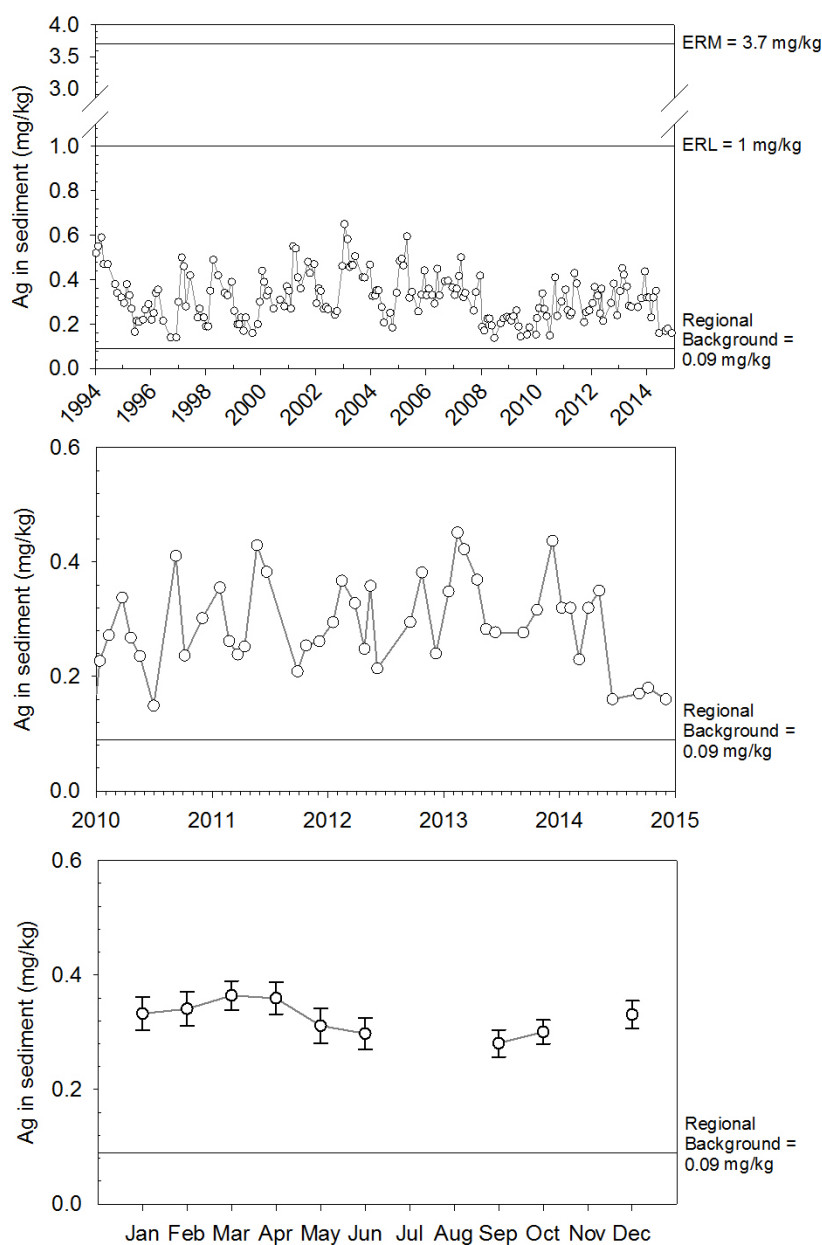 Ag in sediment (mg/kg)
4.0
3.5
3.0
1.0
0.8
0.6
0.4
0.2
0.0
ERM = 3.7 mg/kg
ERL = 1 mg/kg
Regional
Background =
0.09 mg/kg
1994 1996 1998 2000 2002 2004 2006 2008 2010 2012 2014
Ag in sediment (mg/kg)
0.6
0.4
0.2
0.0
Regional
Background =
0.09 mg/kg
2010 2011 2012 2013 2014 2015
Ag in sediment (mg/kg)
0.6
0.4
0.2
0.0
Regional
Background =
0.09 mg/kg
Jan Feb Mar Apr May Jun Jul Aug Sep Oct Nov Dec